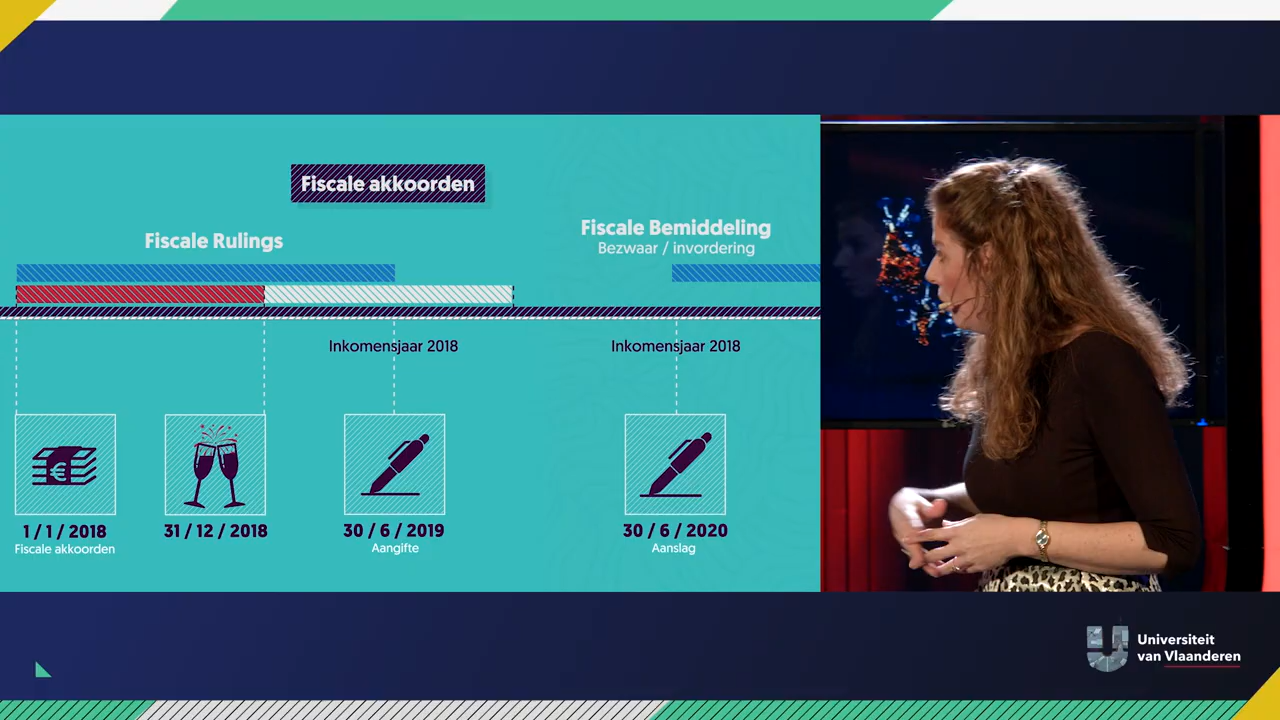 Fiscale akkoorden
Fiscale Rulings
Fiscale Bemiddeling
Bezwaar / invordering
Inkomensjaar 2018
Inkomensjaar 2018
1 / 1 / 2018
Fiscale akkoorden
31 / 12 / 2018
30 / 6 / 2019
Aangifte
30 / 6 / 2020
Aanslag
Universiteit
van Vlaanderen